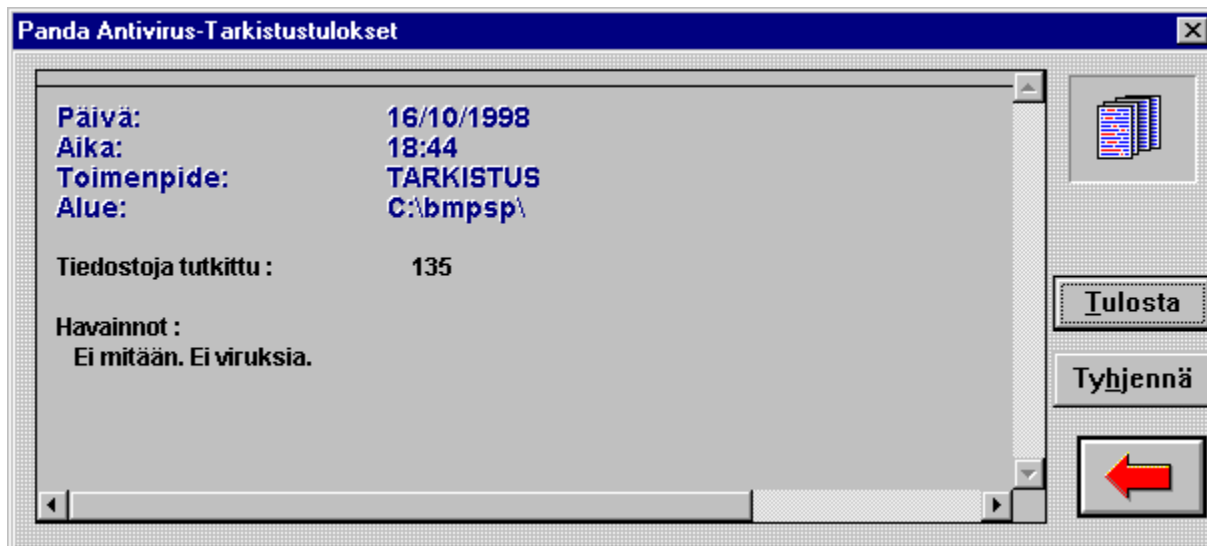 Panda Antivirus-Tarkistustulokset
Päivä: 16/10/1998
Aika: 18:44
Toimenpide: TARKISTUS
Alue: C:\bmpsp\
Tiedostoja tutkittu : 135
Havainnot :
Ei mitään. Ei viruksia.
Tulosta
Tyhjennä